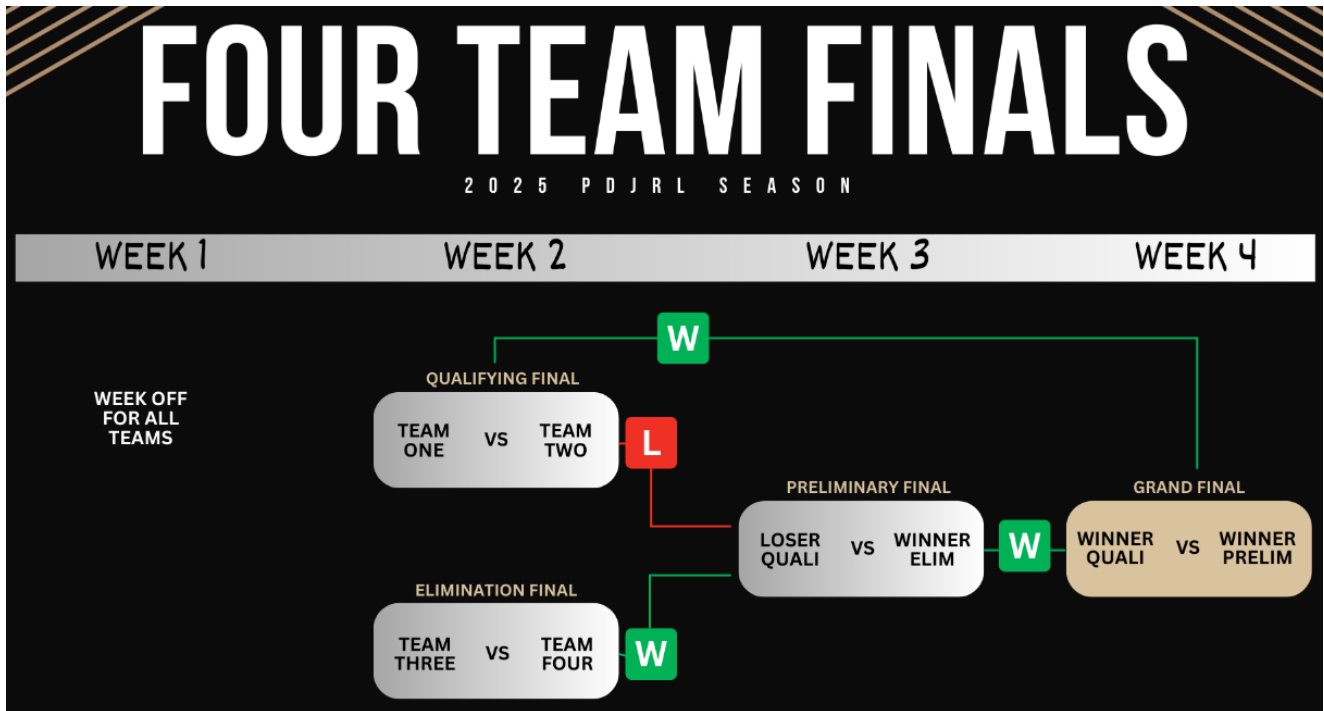 FOUR TEAM FINALS
2025 PDJRL SEASON
WEEK 1
WEEK 2
WEEK 3
WEEK 4
WEEK OFF
FOR ALL
TEAMS
W
QUALIFYING FINAL
TEAM
ONE
VS
TEAM
TWO
L
ELIMINATION FINAL
TEAM
THREE
VS
TEAM
FOUR
W
PRELIMINARY FINAL
LOSER
QUALI
VS
WINNER
ELIM
W
GRAND FINAL
WINNER
QUALI
VS
WINNER
PRELIM